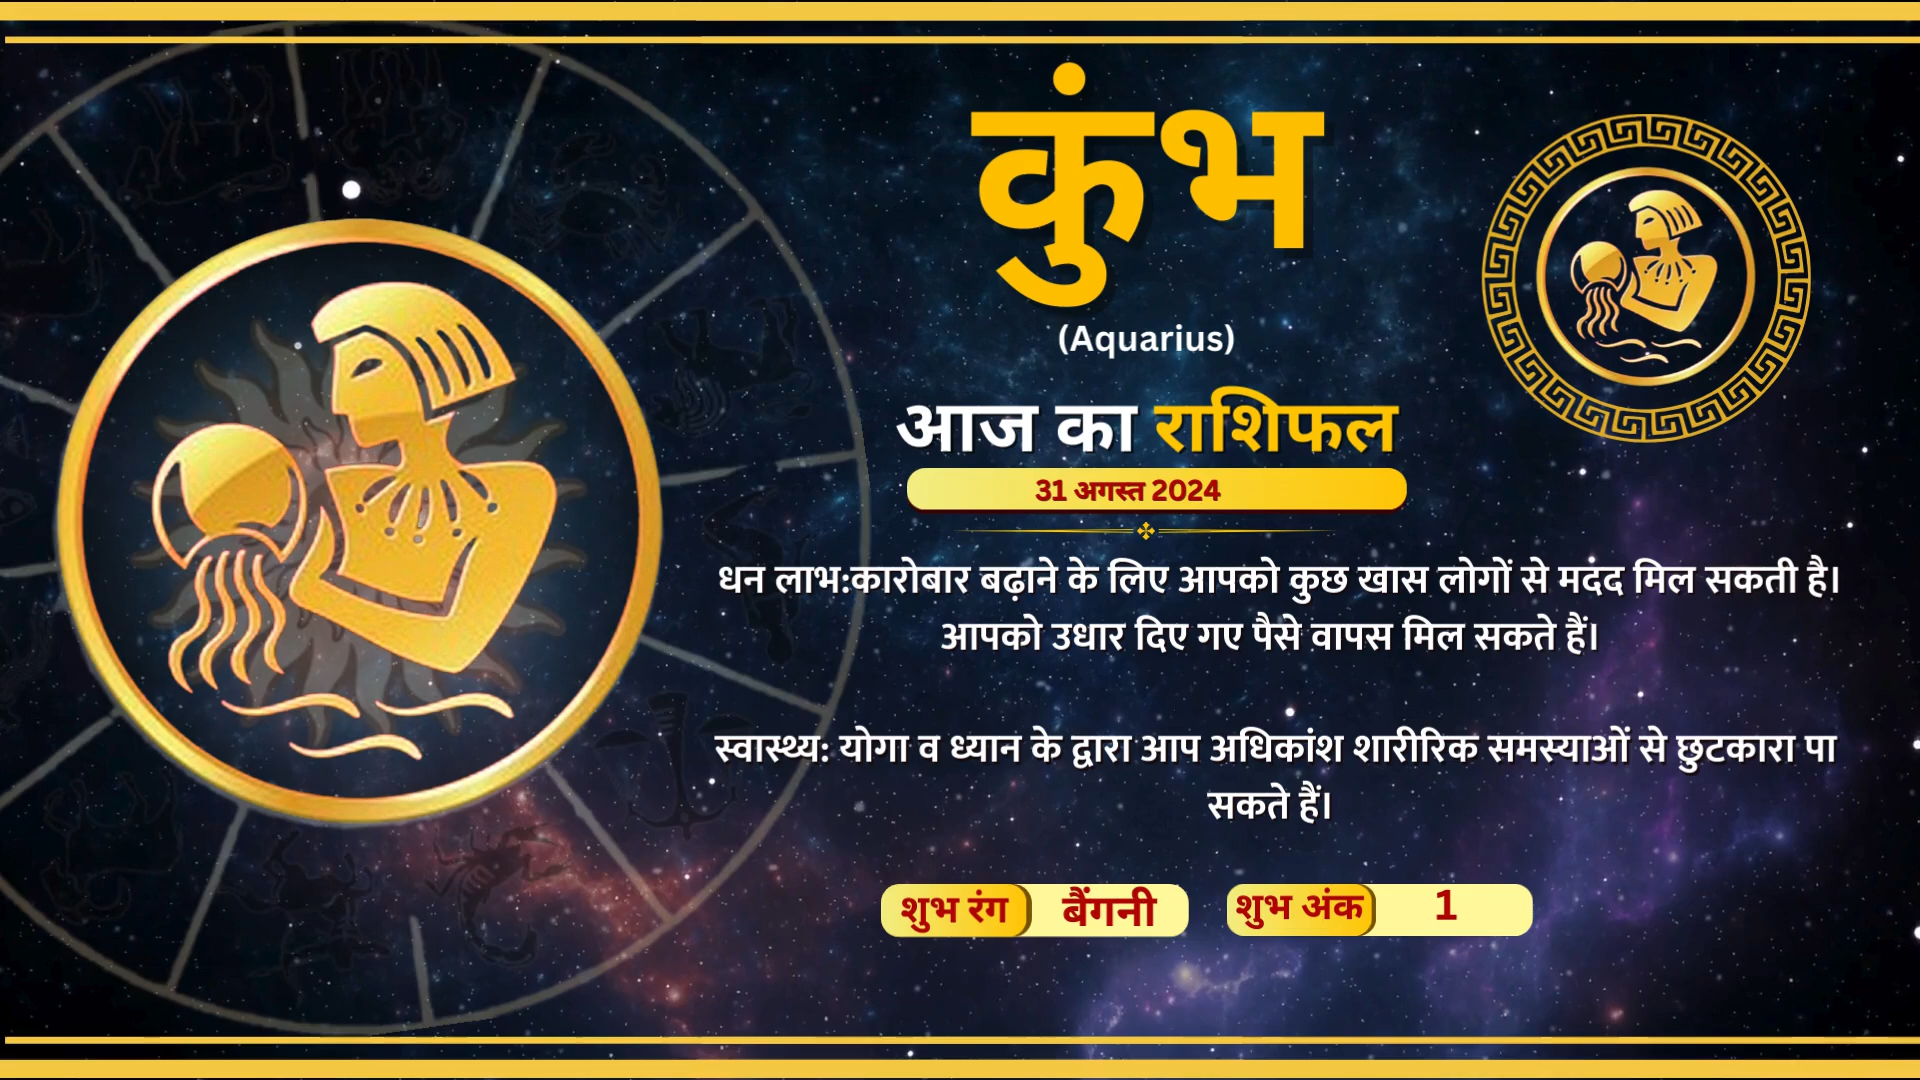 कुंभ
(Aquarius)
आज का राशिफल
31 अगस्त 2024
धन लाभ:कारोबार बढ़ाने के लिए आपको कुछ खास लोगों से मदद मिल सकती है।
आपको उधार दिए गए पैसे वापस मिल सकते हैं।
स्वास्थ्य: योगा व ध्यान के द्वारा आप अधिकांश शारीरिक समस्याओं से छुटकारा पा
सकते हैं।
शुभ रंग बैंगनी शुभ अंक 1